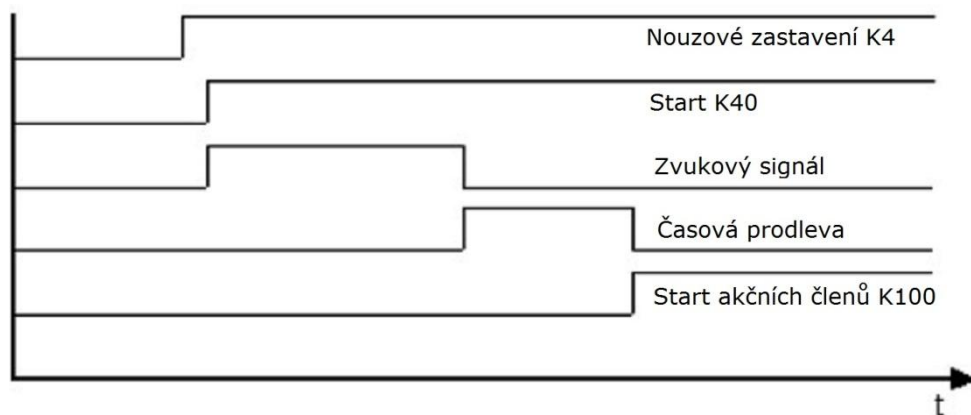 Nouzové zastavení K4
Start K40
Zvukový signál
Časová prodleva
Start akčních členů K100
t